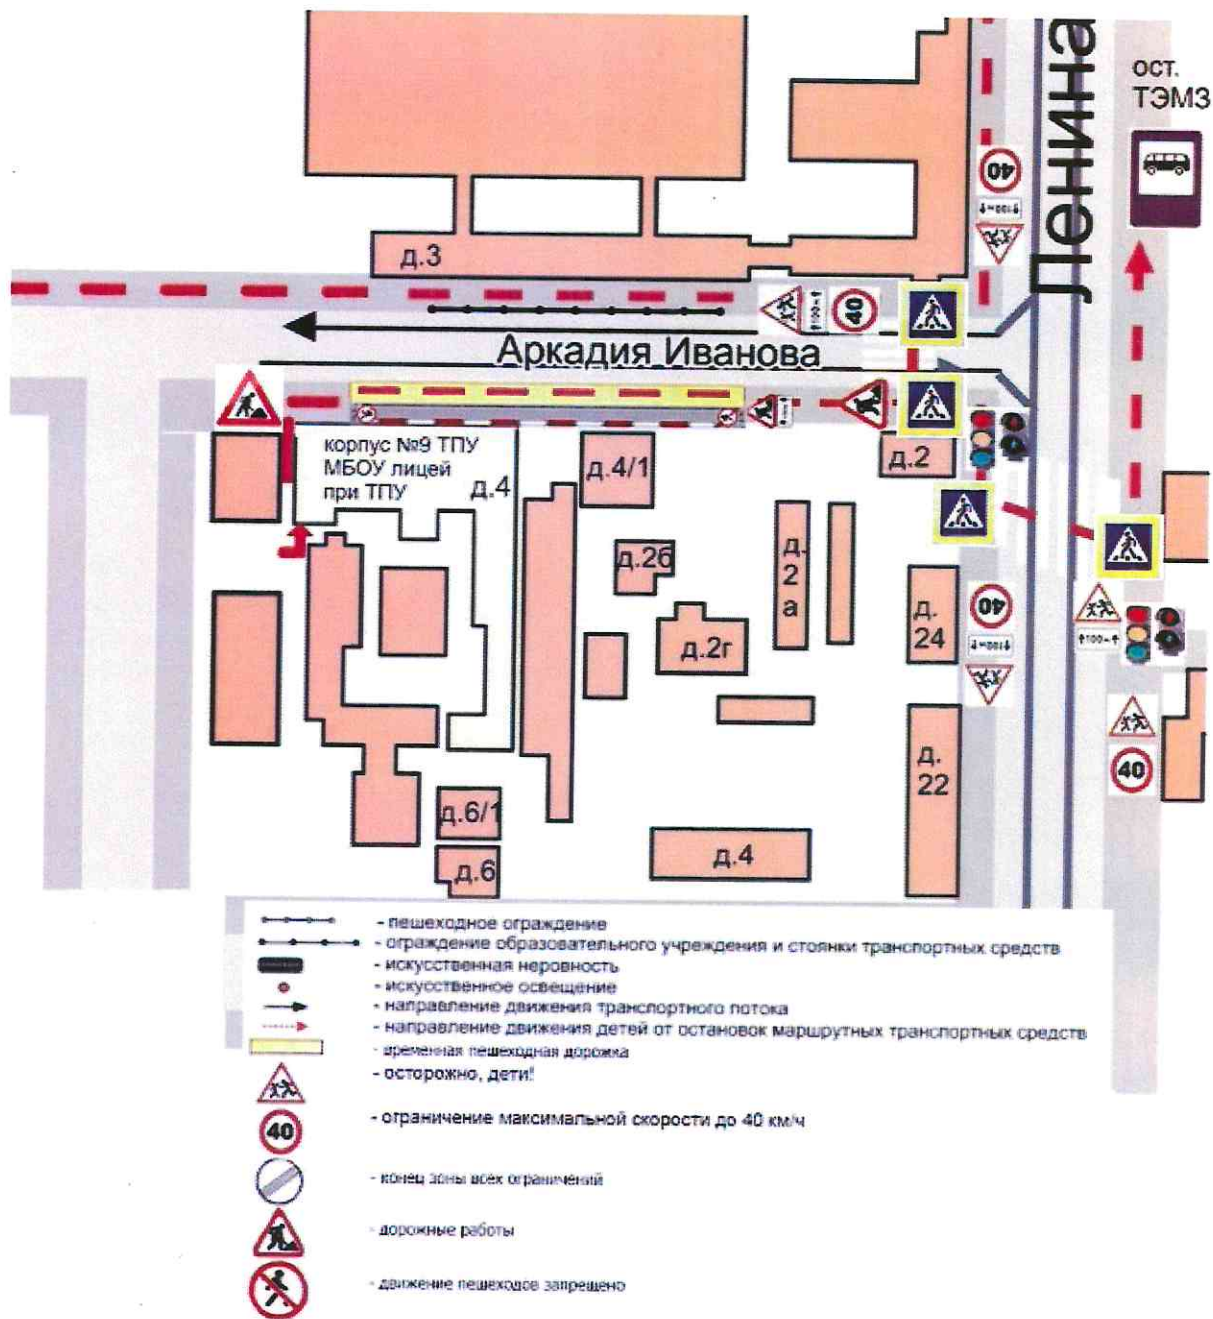 Ленина
ост.
ТЭМЗ
40
д.3
40
Аркадия Иванова
корпус №9 ТПУ
МБОУ лицей
при ТПУ
д.4
д.4/1
д.2
д.2б
д.
2
а
д.2г
д.
24
40
100м
40
д.
22
д.6/1
д.6
д.4
- пешеходное ограждение
- ограждение образовательного учреждения и стоянки транспортных средств
- искусственная неровность
- искусственное освещение
- направление движения транспортного потока
- направление движения детей от остановок маршрутных транспортных средств
- временная пешеходная дорожка
- осторожно, дети!
40
- ограничение максимальной скорости до 40 км/ч
- конец зоны всех ограничений
- дорожные работы
- движение пешеходов запрещено